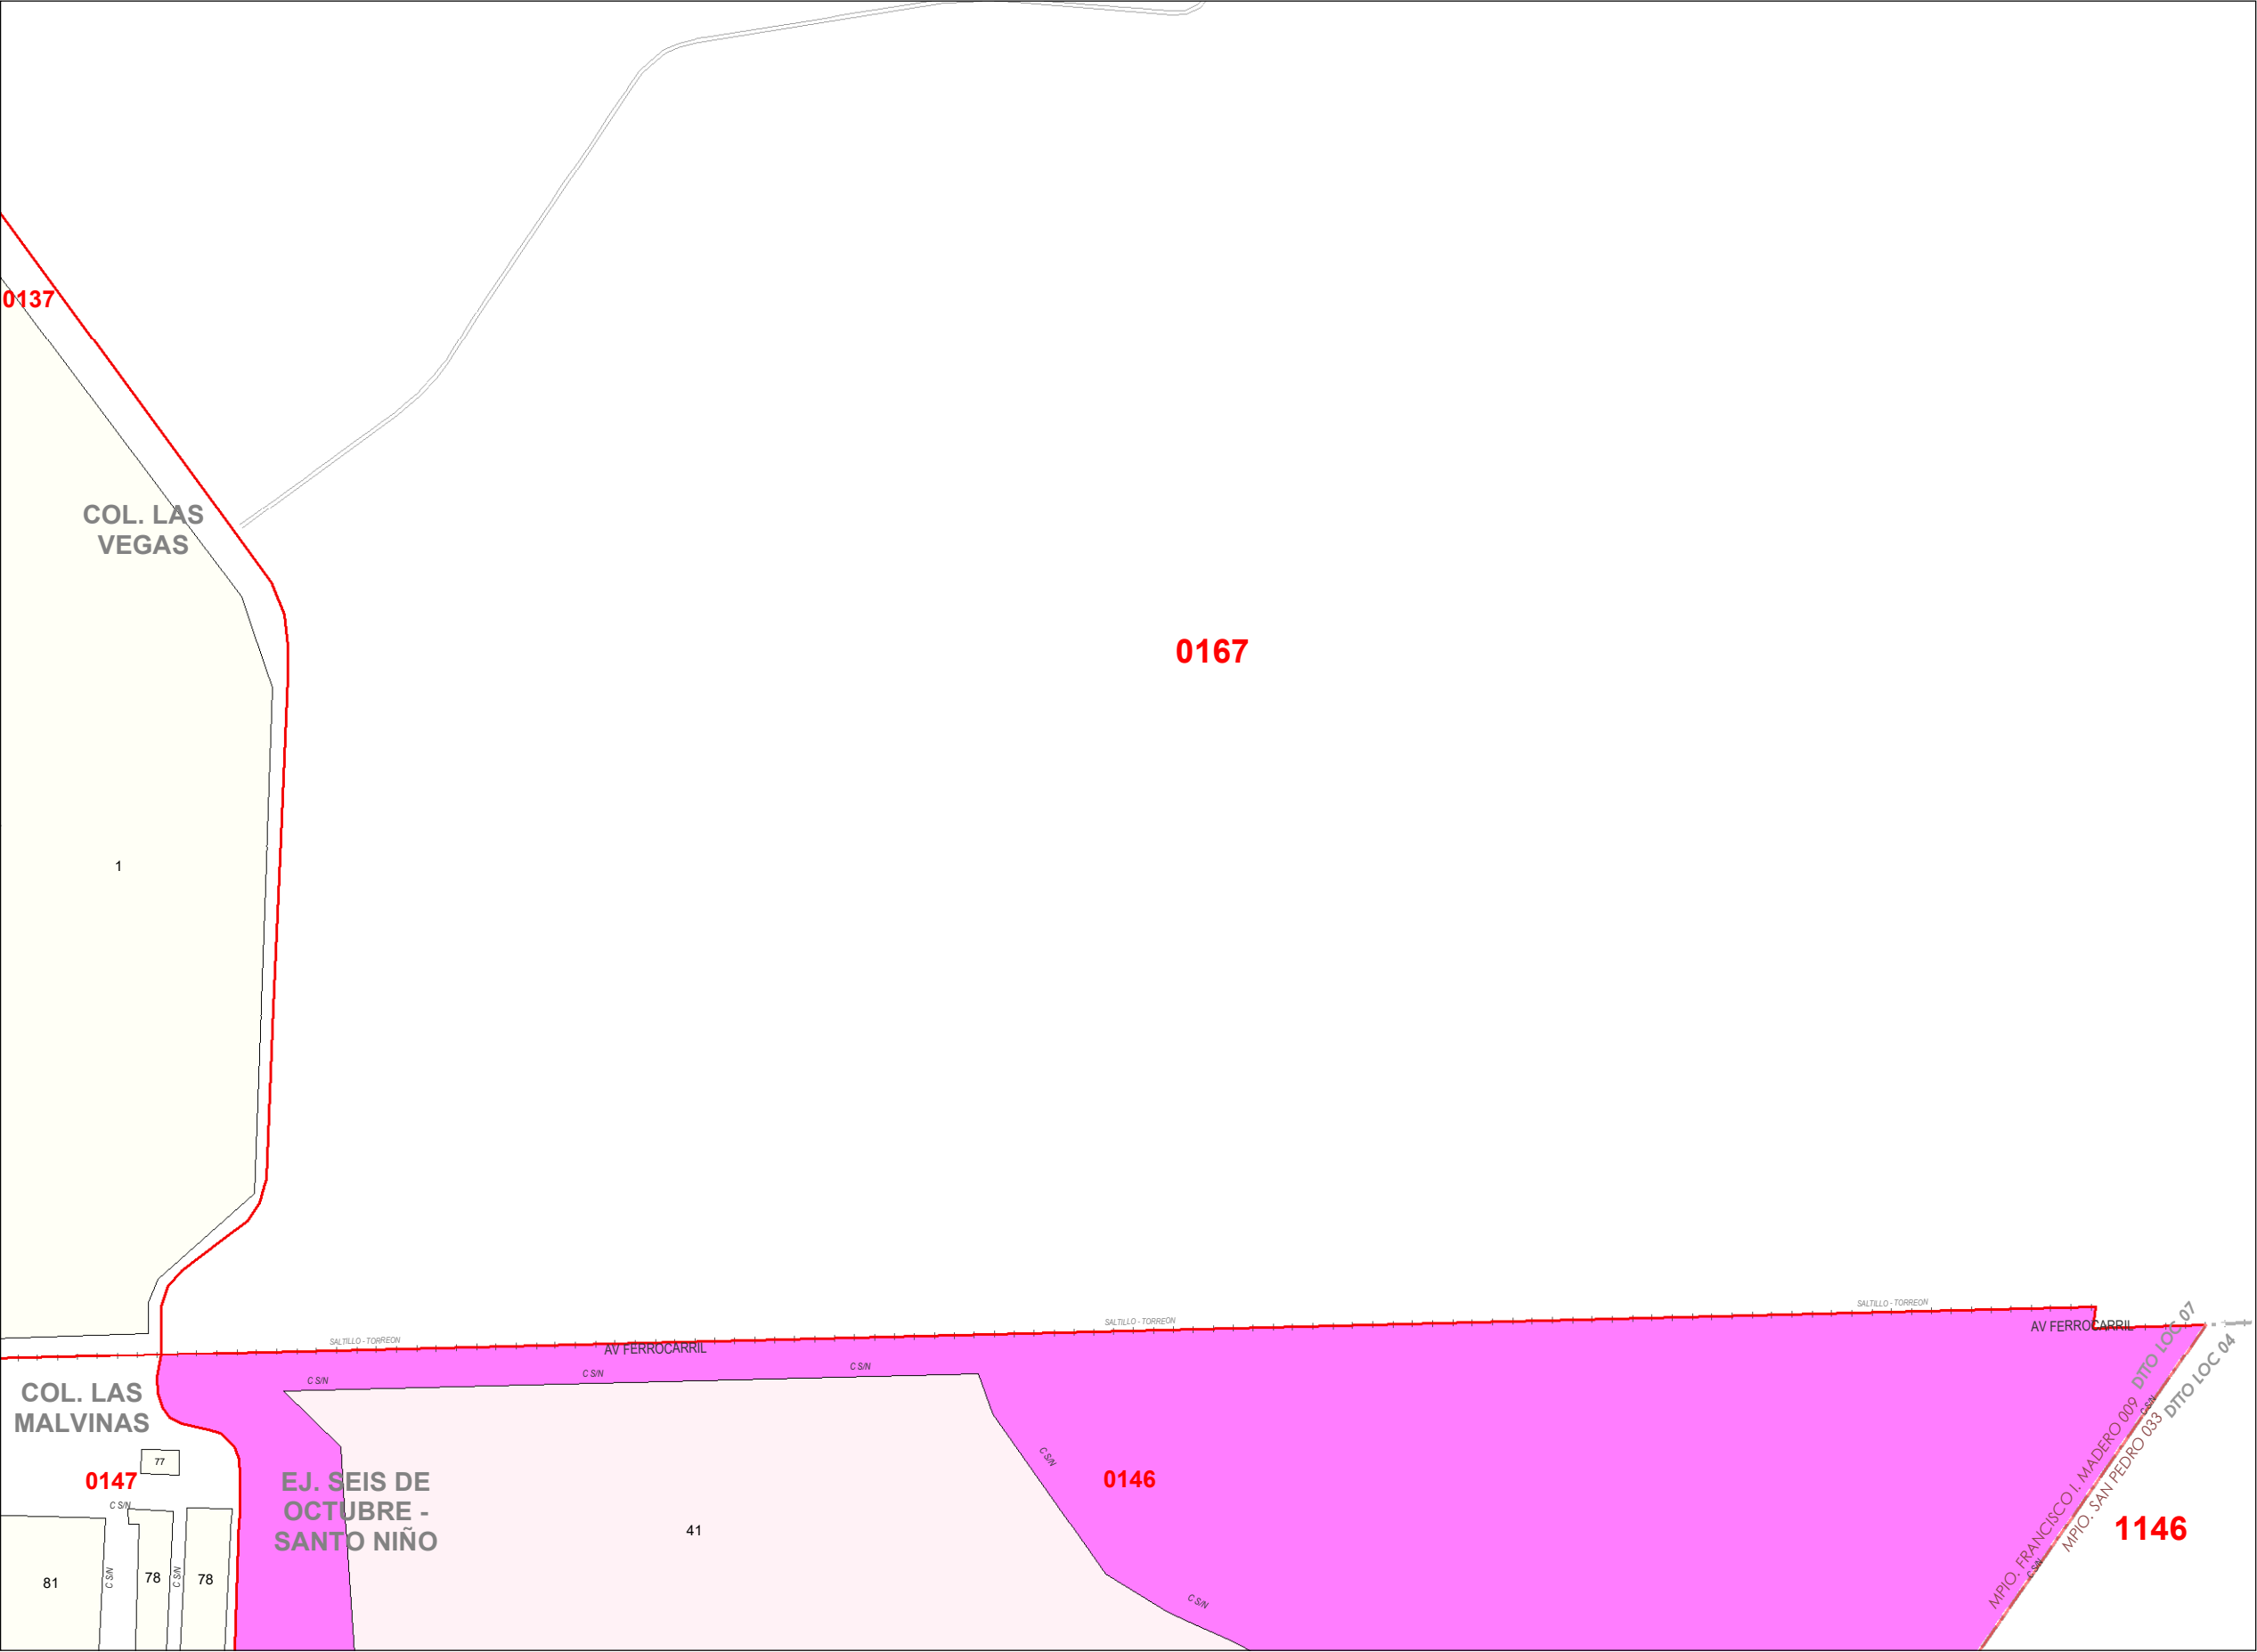 0137
COL. LAS
VEGAS
0167
1
SALTILLO - TORREON
SALTILLO - TORREON
SALTILLO - TORREON
AV FERROCARRIL
AV FERROCARRIL
C S/N
C S/N
C S/N
COL. LAS
MALVINAS
77
0147
C S/N
EJ. SEIS DE
OCTUBRE -
SANTO NIÑO
41
C S/N
0146
MPIO. FRANCISCO I. MADERO 009
DTTO LOC 07
C S/N
MPIO. SAN PEDRO 033
DTTO LOC 04
1146
C S/N
81
C S/N
78
C S/N
78
C S/N